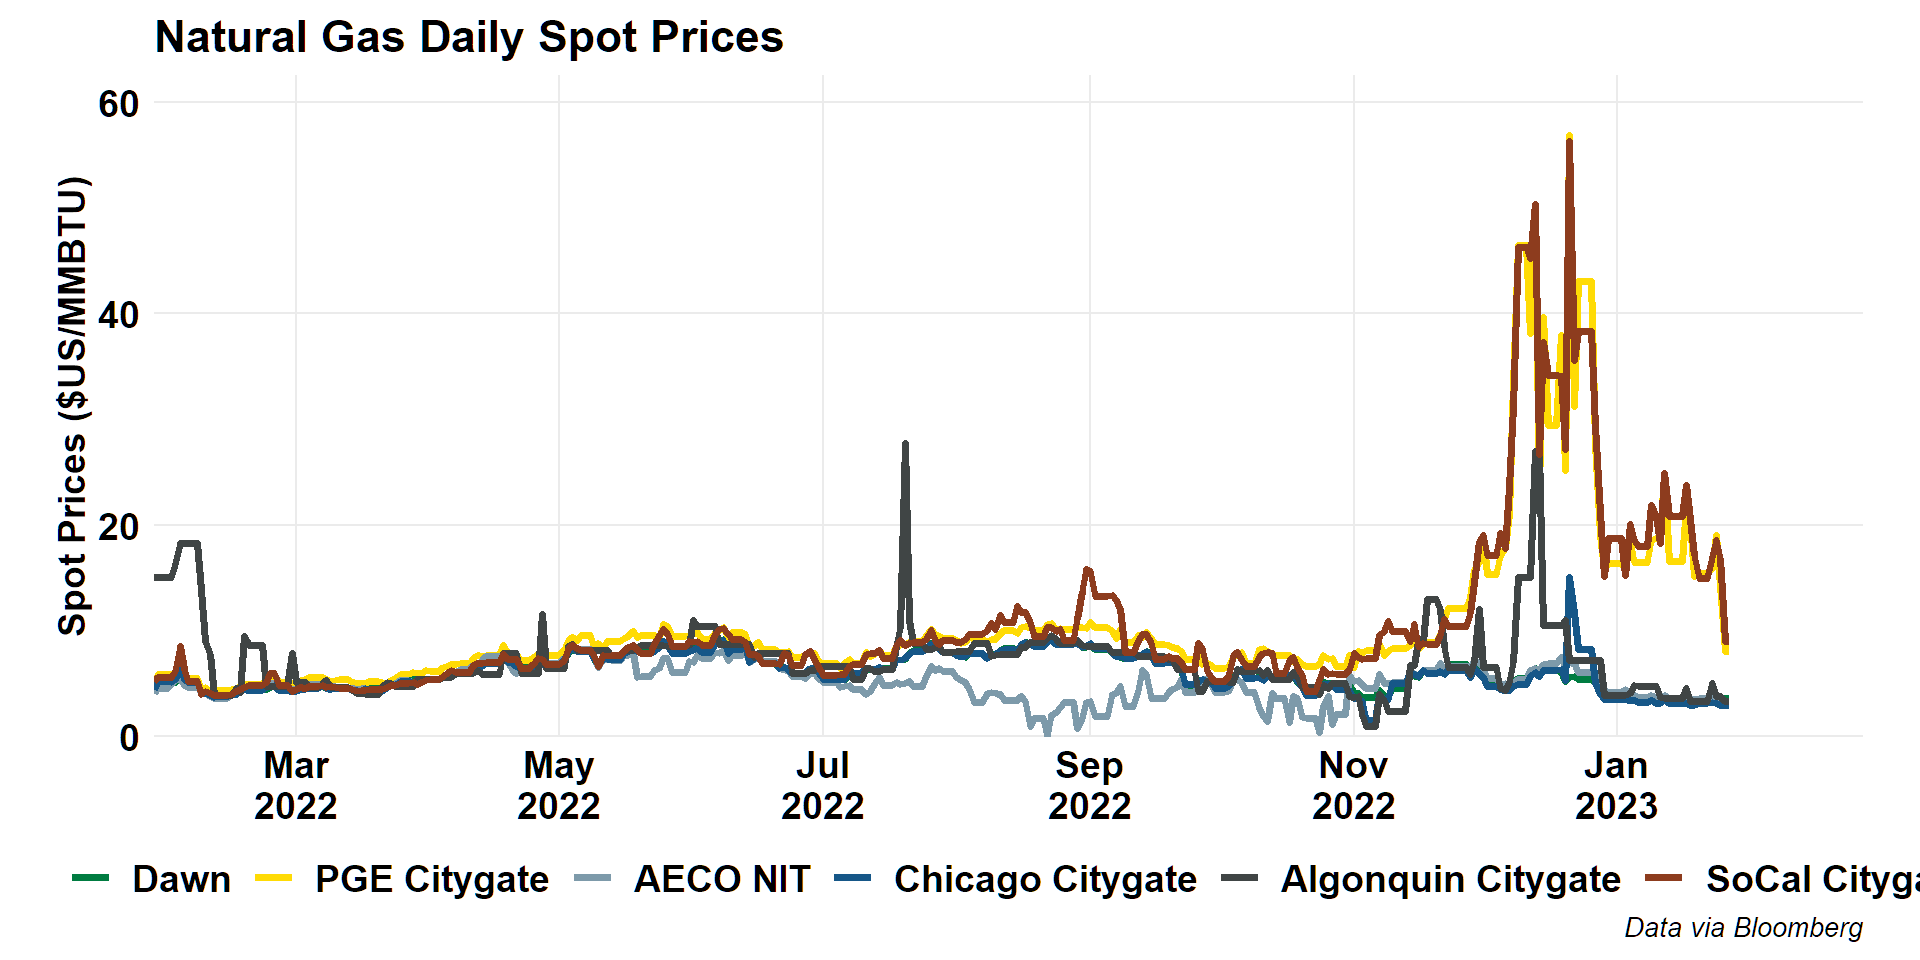 Natural Gas Daily Spot Prices
Spot Prices ($US/MMBTU)
60
40
20
0
Mar
2022
May
2022
Jul
2022
Sep
2022
Nov
2022
Jan
2023
Dawn PGE Citygate AECO NIT Chicago Citygate Algonquin Citygate SoCal Cityga
Data via Bloomberg